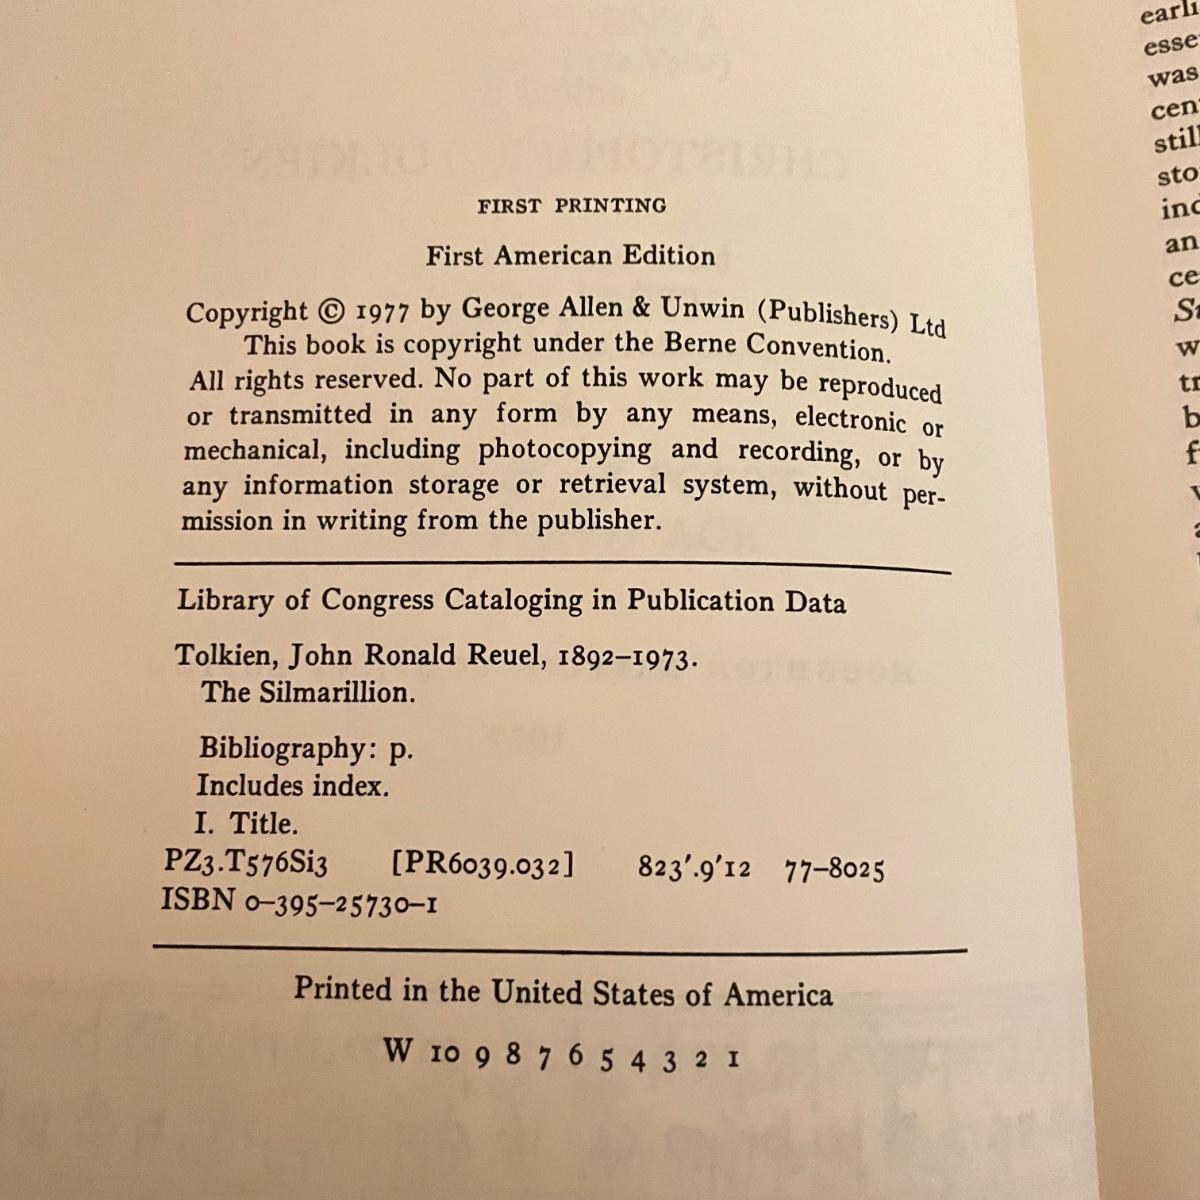 FIRST PRINTING
First American Edition
Copyright © 1977 by George Allen & Unwin (Publishers) Ltd
This book is copyright under the Berne Convention.
All rights reserved. No part of this work may be reproduced
or transmitted in any form by any means, electronic or
mechanical, including photocopying and recording, or by
any information storage or retrieval system, without per-
mission in writing from the publisher.
Library of Congress Cataloging in Publication Data
Tolkien, John Ronald Reuel, 1892–1973.
The Silmarillion.
Bibliography: p.
Includes index.
I. Title.
PZ3.T576Si3 [PR6039.032] 823'.9'12 77–8025
ISBN 0–395–25730–1
Printed in the United States of America
W 10 9 8 7 6 5 4 3 2 1
was
still
an